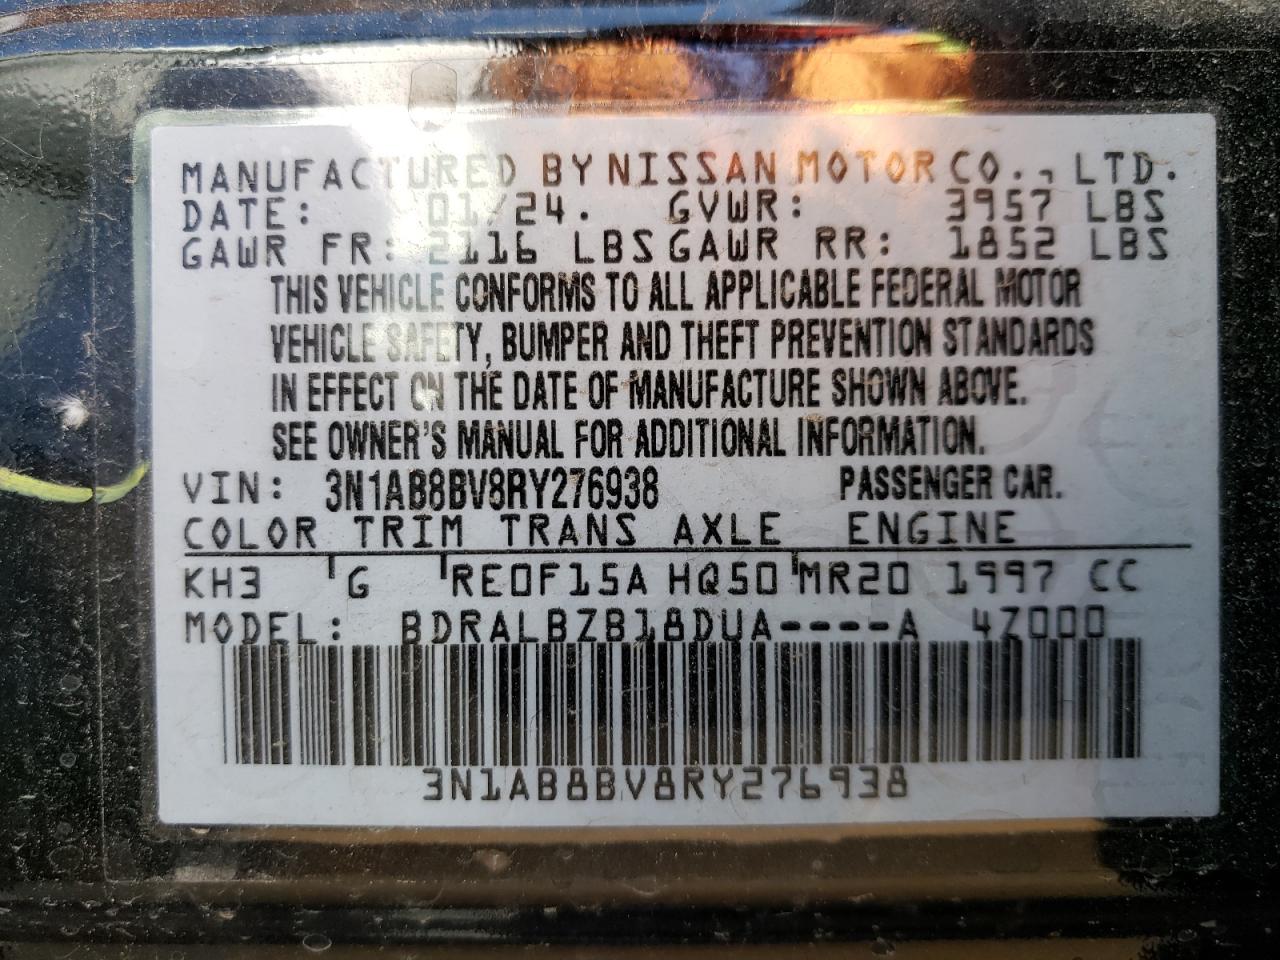 MANUFACTURED BY NISSAN MOTOR CO., LTD.
DATE: 01/24. GVWR: 3957 LBS
GAWR FR: 2116 LBS GAWR RR: 1852 LBS
THIS VEHICLE CONFORMS TO ALL APPLICABLE FEDERAL MOTOR
VEHICLE SAFETY, BUMPER AND THEFT PREVENTION STANDARDS
IN EFFECT ON THE DATE OF MANUFACTURE SHOWN ABOVE.
SEE OWNER'S MANUAL FOR ADDITIONAL INFORMATION.
VIN: 3N1AB8BV8RY276938 PASSENGER CAR.
COLOR TRIM TRANS AXLE ENGINE
KH3 G RE0F15A HQ50 MR20 1997 CC
MODEL: BDRALBZB18DUA----A 4Z000
3N1AB8BV8RY276938